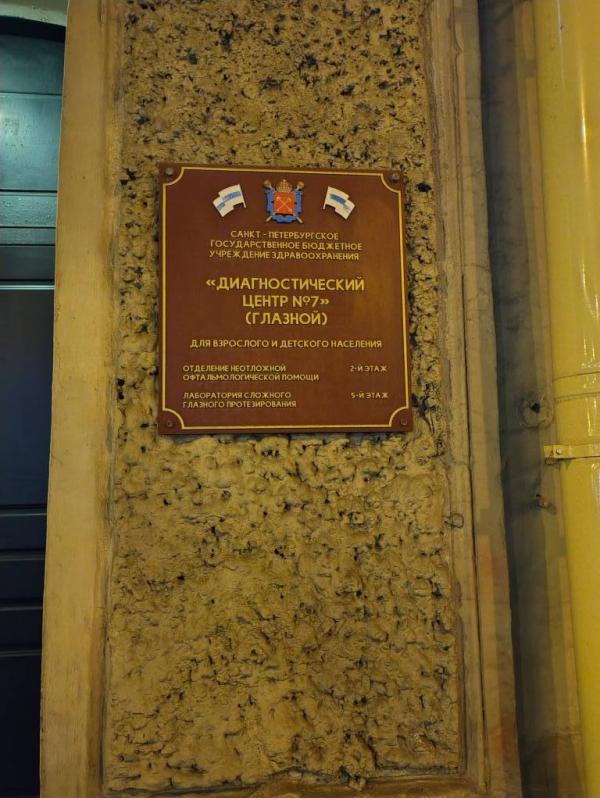 САНКТ - ПЕТЕРБУРГСКОЕ
ГОСУДАРСТВЕННОЕ БЮДЖЕТНОЕ
УЧРЕЖДЕНИЕ ЗДРАВООХРАНЕНИЯ
«ДИАГНОСТИЧЕСКИЙ
ЦЕНТР №7»
(ГЛАЗНОЙ)
ДЛЯ ВЗРОСЛОГО И ДЕТСКОГО НАСЕЛЕНИЯ
ОТДЕЛЕНИЕ НЕОТЛОЖНОЙ 2-Й ЭТАЖ
ОФТАЛЬМОЛОГИЧЕСКОЙ ПОМОЩИ
ЛАБОРАТОРИЯ СЛОЖНОГО 5-Й ЭТАЖ
ГЛАЗНОГО ПРОТЕЗИРОВАНИЯ